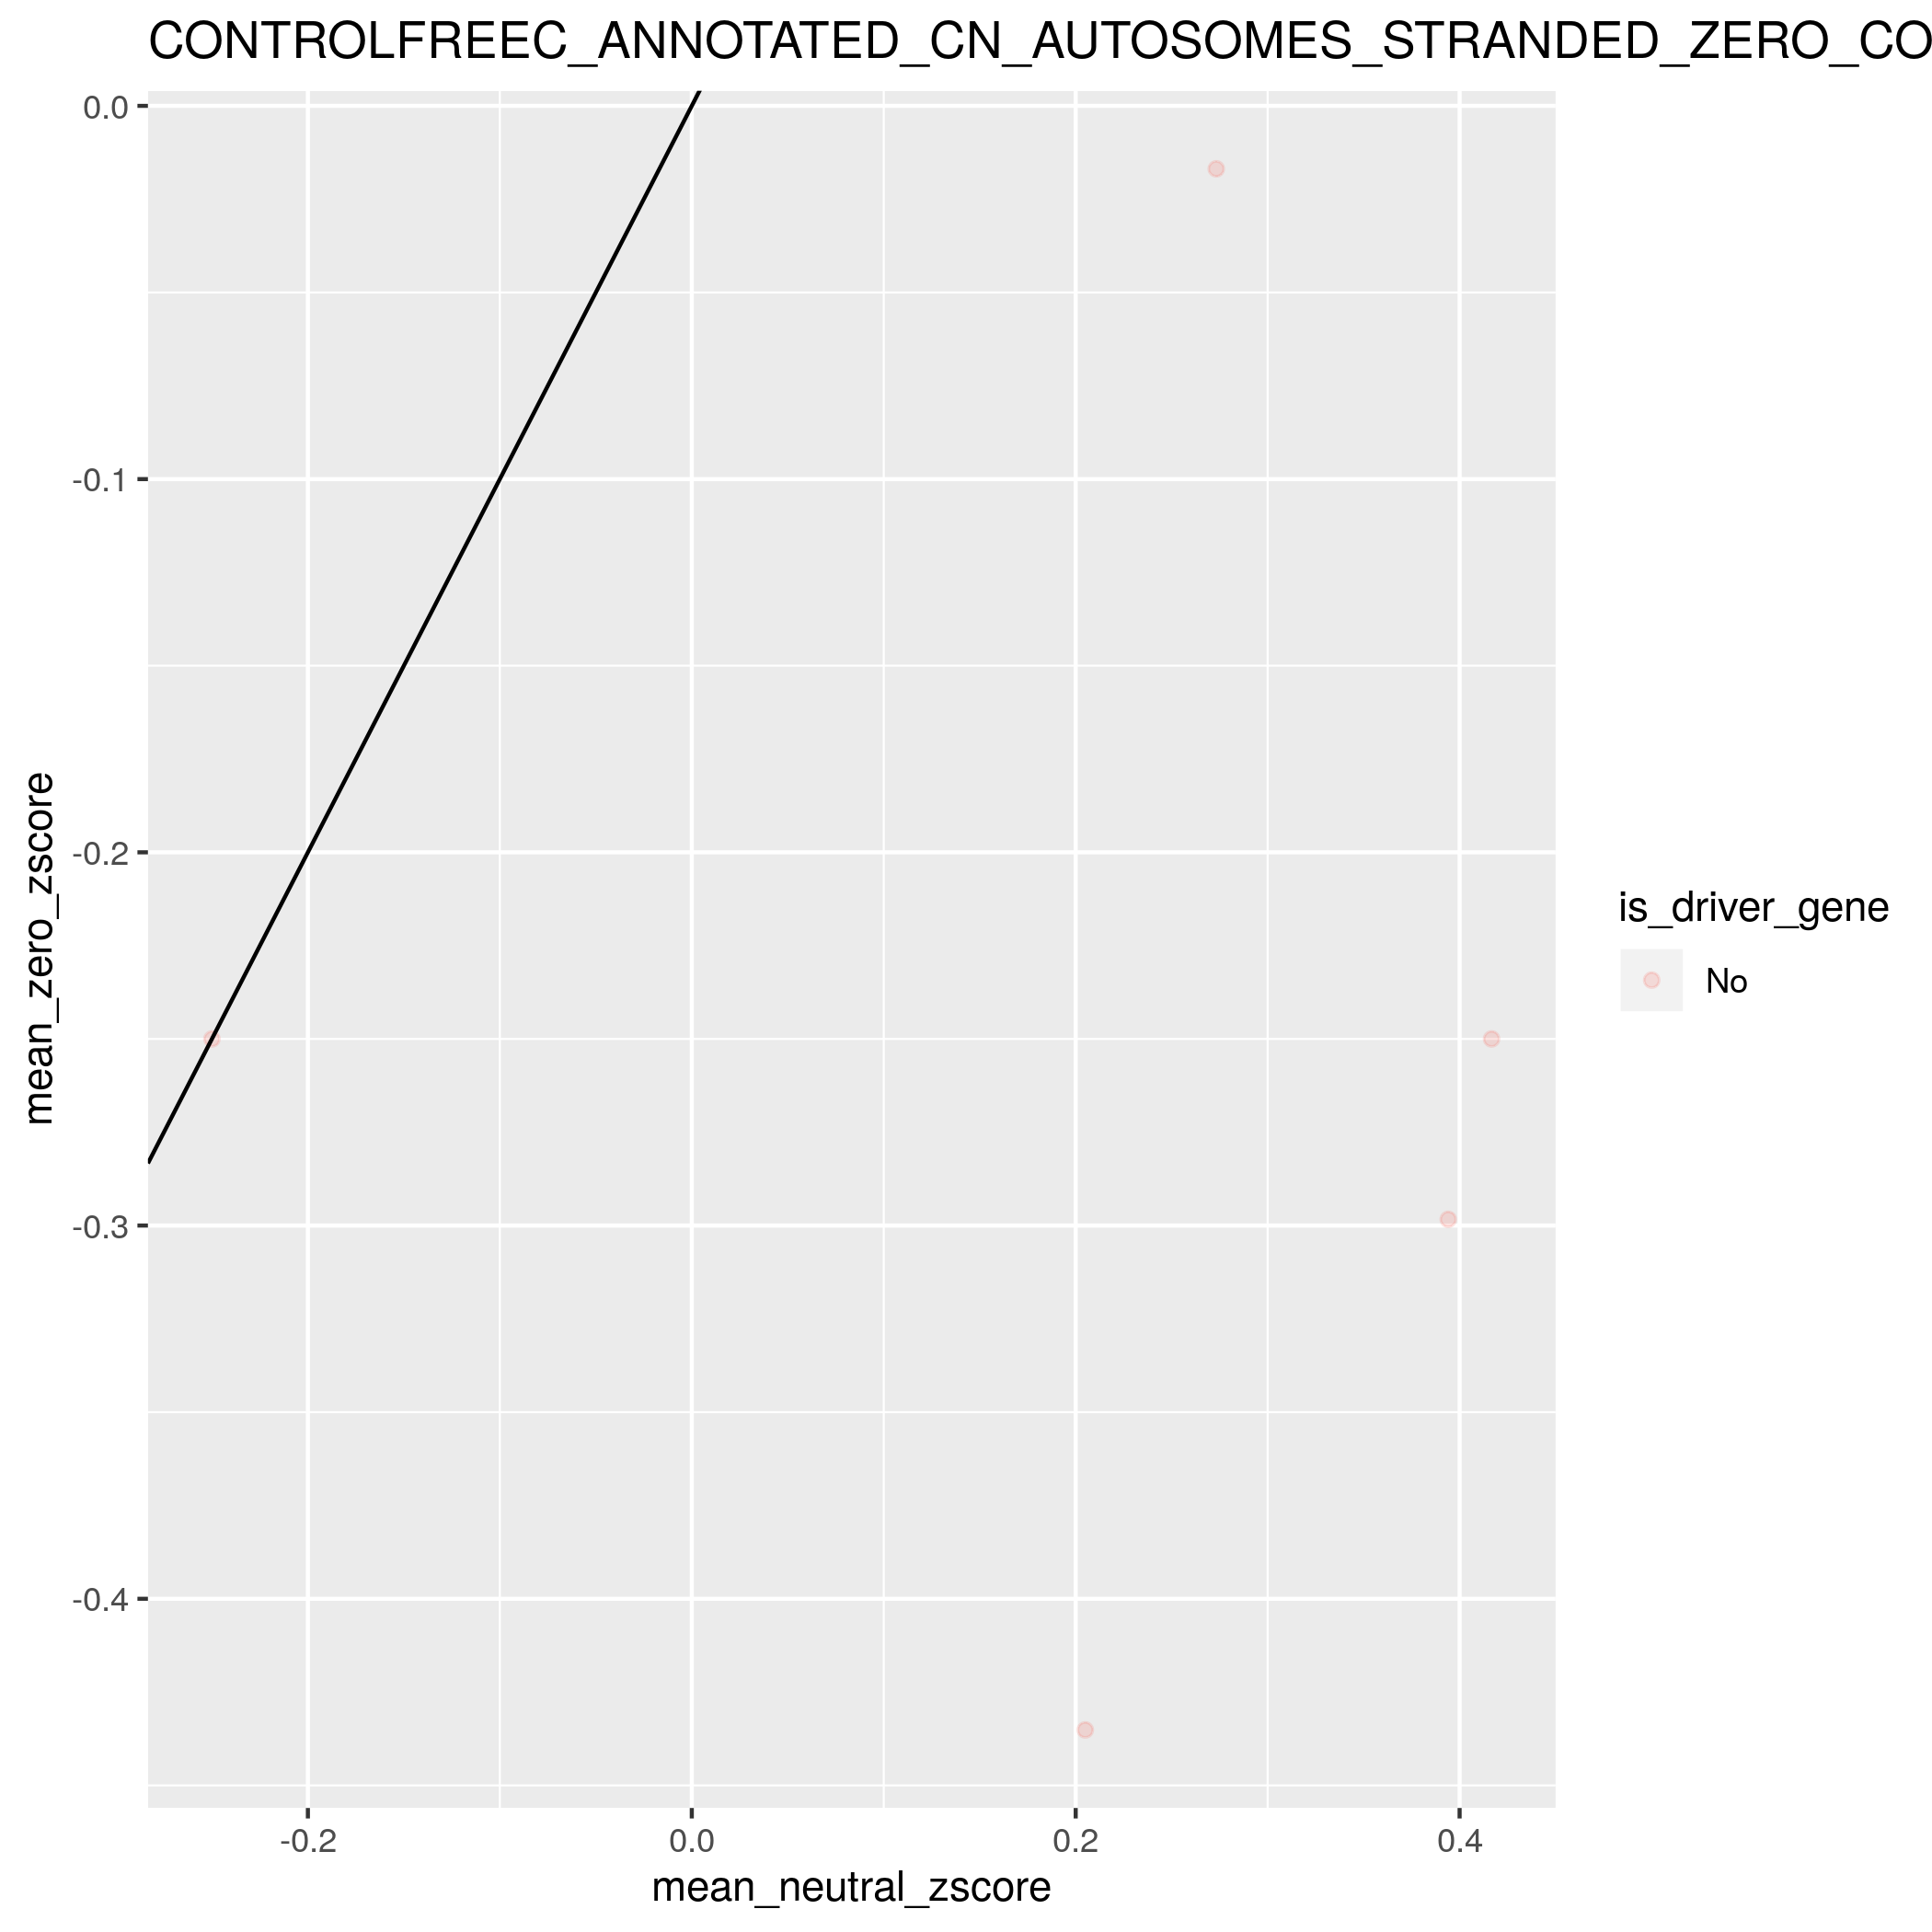 CONTROLFREEC_ANNOTATED_CN_AUTOSOMES_STRANDED_ZERO_CO
0.0
-0.1
-0.2
-0.3
-0.4
mean_zero_zscore
-0.2
0.0
0.2
0.4
mean_neutral_zscore
is_driver_gene
No